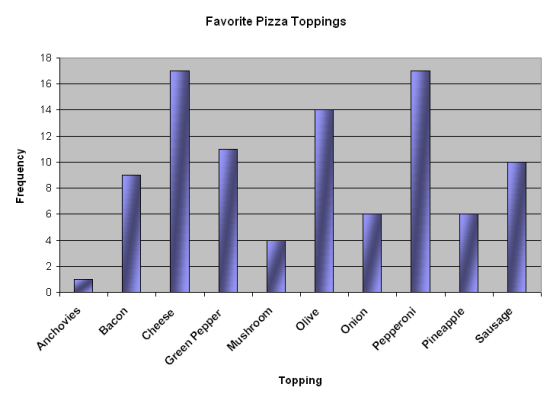 Favorite Pizza Toppings
18
16
14
12
10
8
6
4
2
0
Frequency
Anchovies
Bacon
Cheese
Green Pepper
Mushroom
Olive
Onion
Pepperoni
Pineapple
Sausage
Topping